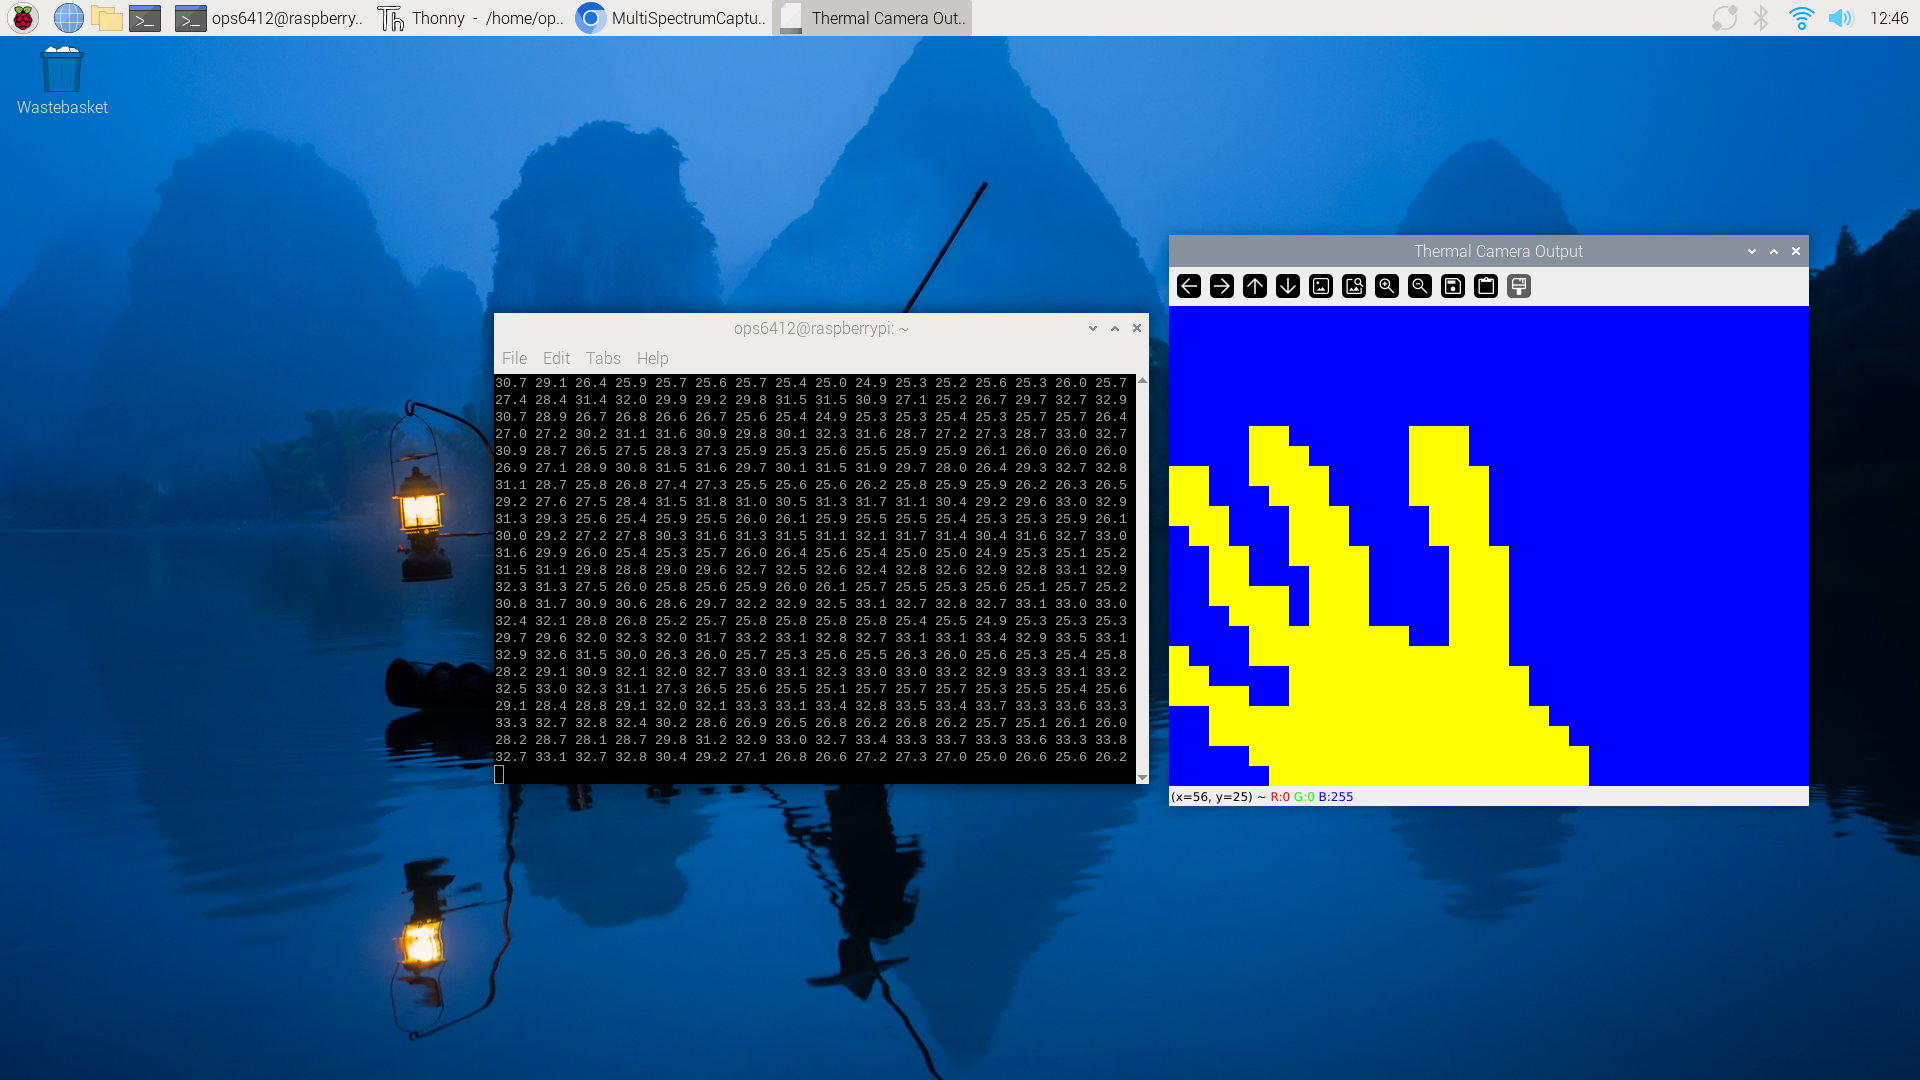 ops6412@raspberry..
Thonny - /home/op..
MultiSpectrumCaptu..
Thermal Camera Out..
12:46
Wastebasket
ops6412@raspberrypi: ~
File Edit Tabs Help
30.7 29.1 26.4 25.9 25.7 25.6 25.7 25.4 25.0 24.9 25.3 25.2 25.6 25.3 26.0 25.7
27.4 28.4 31.4 32.0 29.9 29.2 29.8 31.5 31.5 30.9 27.1 25.2 26.7 29.7 32.7 32.9
30.7 28.9 26.7 26.8 26.6 26.7 25.6 25.4 24.9 25.3 25.3 25.4 25.3 25.7 25.7 26.4
27.0 27.2 30.2 31.1 31.6 30.9 29.8 30.1 32.3 31.6 28.7 27.2 27.3 28.7 33.0 32.7
30.9 28.7 26.5 27.5 28.3 27.3 25.9 25.3 25.6 25.5 25.9 25.9 26.1 26.0 26.0 26.0
26.9 27.1 28.9 30.8 31.5 31.6 29.7 30.1 31.5 31.9 29.7 28.0 26.4 29.3 32.7 32.8
31.1 28.7 25.8 26.8 27.4 27.3 25.5 25.6 25.6 26.2 25.8 25.9 25.9 26.2 26.3 26.5
29.2 27.6 27.5 28.4 31.5 31.8 31.0 30.5 31.3 31.7 31.1 30.4 29.2 29.6 33.0 32.9
31.3 29.3 25.6 25.4 25.9 25.5 26.0 26.1 25.9 25.5 25.5 25.4 25.3 25.3 25.9 26.1
30.0 29.2 27.2 27.8 30.3 31.6 31.3 31.5 31.1 32.1 31.7 31.4 30.4 31.6 32.7 33.0
31.6 29.9 26.0 25.4 25.3 25.7 26.0 26.4 25.6 25.4 25.0 25.0 24.9 25.3 25.1 25.2
31.5 31.1 29.8 28.8 29.0 29.6 32.7 32.5 32.6 32.4 32.8 32.6 32.9 32.8 33.1 32.9
32.3 31.3 27.5 26.0 25.8 25.6 25.9 26.0 26.1 25.7 25.5 25.3 25.6 25.1 25.7 25.2
30.8 31.7 30.9 30.6 28.6 29.7 32.2 32.9 32.5 33.1 32.7 32.8 32.7 33.1 33.0 33.0
32.4 32.1 28.8 26.8 25.2 25.7 25.8 25.8 25.8 25.8 25.4 25.5 24.9 25.3 25.3 25.3
29.7 29.6 32.0 32.3 32.0 31.7 33.2 33.1 32.8 32.7 33.1 33.1 33.4 32.9 33.5 33.1
32.9 32.6 31.5 30.0 26.3 26.0 25.7 25.3 25.6 25.5 26.3 26.0 25.6 25.3 25.4 25.8
28.2 29.1 30.9 32.1 32.0 32.7 33.0 33.1 32.3 33.0 33.0 33.2 32.9 33.3 33.1 33.2
32.5 33.0 32.3 31.1 27.3 26.5 25.6 25.5 25.1 25.7 25.7 25.7 25.3 25.5 25.4 25.6
29.1 28.4 28.8 29.1 32.0 32.1 33.3 33.1 33.4 32.8 33.5 33.4 33.7 33.3 33.6 33.3
33.3 32.7 32.8 32.4 30.2 28.6 26.9 26.5 26.8 26.2 26.8 26.2 25.7 25.1 26.1 26.0
28.2 28.7 28.1 28.7 29.8 31.2 32.9 33.0 32.7 33.4 33.3 33.7 33.3 33.6 33.3 33.8
32.7 33.1 32.7 32.8 30.4 29.2 27.1 26.8 26.6 27.2 27.3 27.0 25.0 26.6 25.6 26.2
Thermal Camera Output
(x=56, y=25) ~ R:0 G:0 B:255